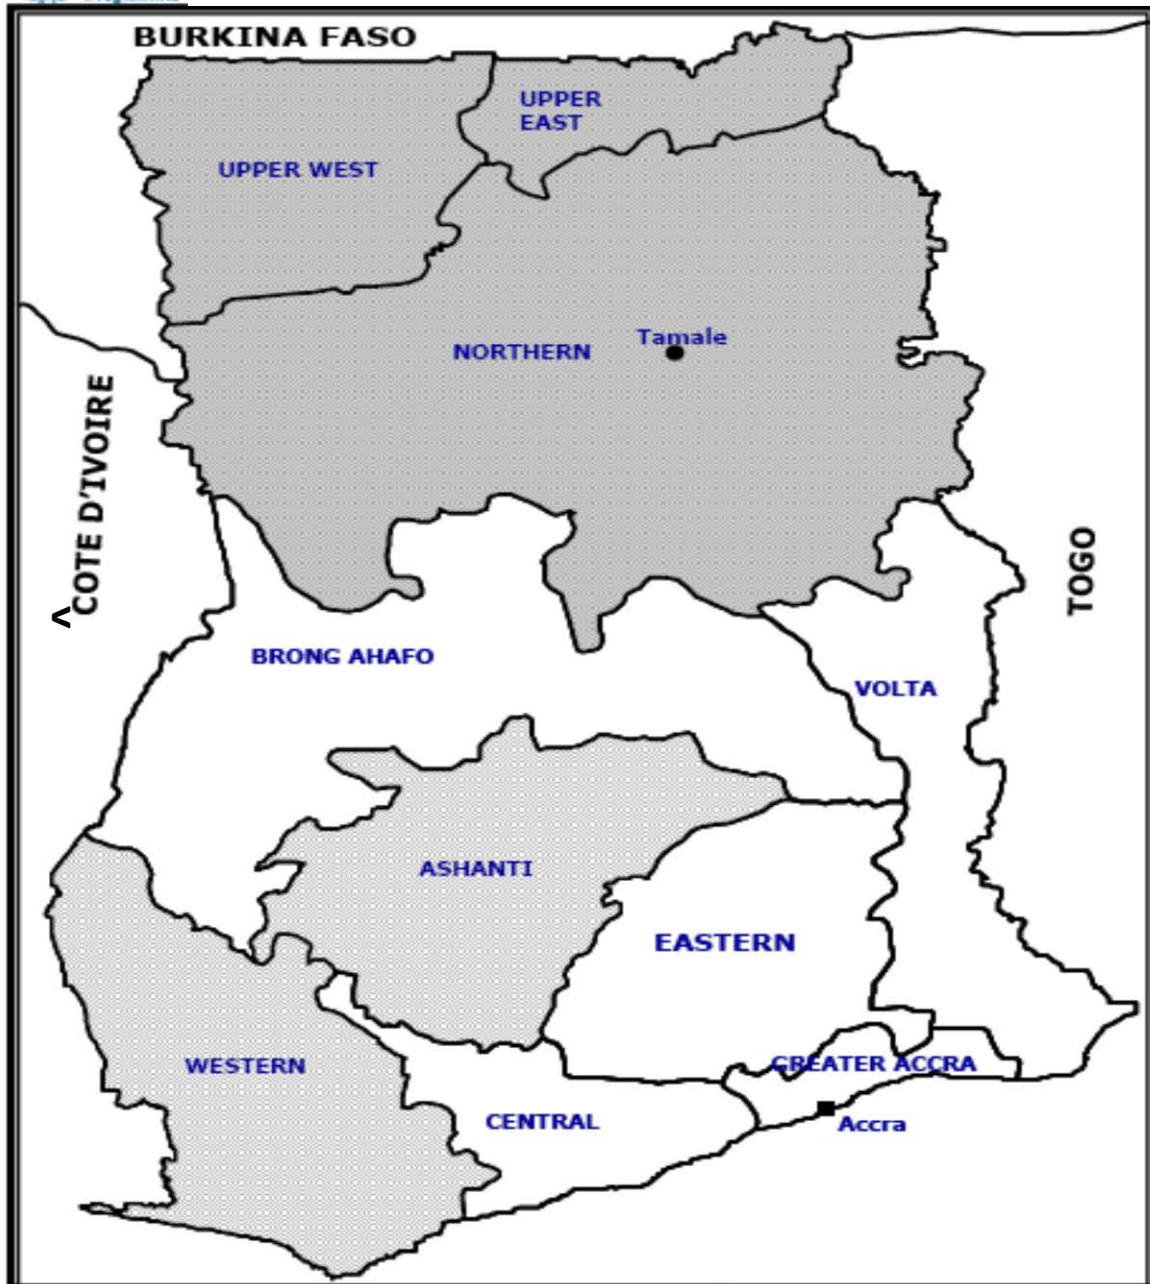 BURKINA FASO
UPPER
EAST
UPPER WEST
Tamale
NORTHERN
COTE D'IVOIRE
<
TOGO
BRONG AHAFO
VOLTA
ASHANTI
EASTERN
WESTERN
GREATER ACCRA
CENTRAL
Accra